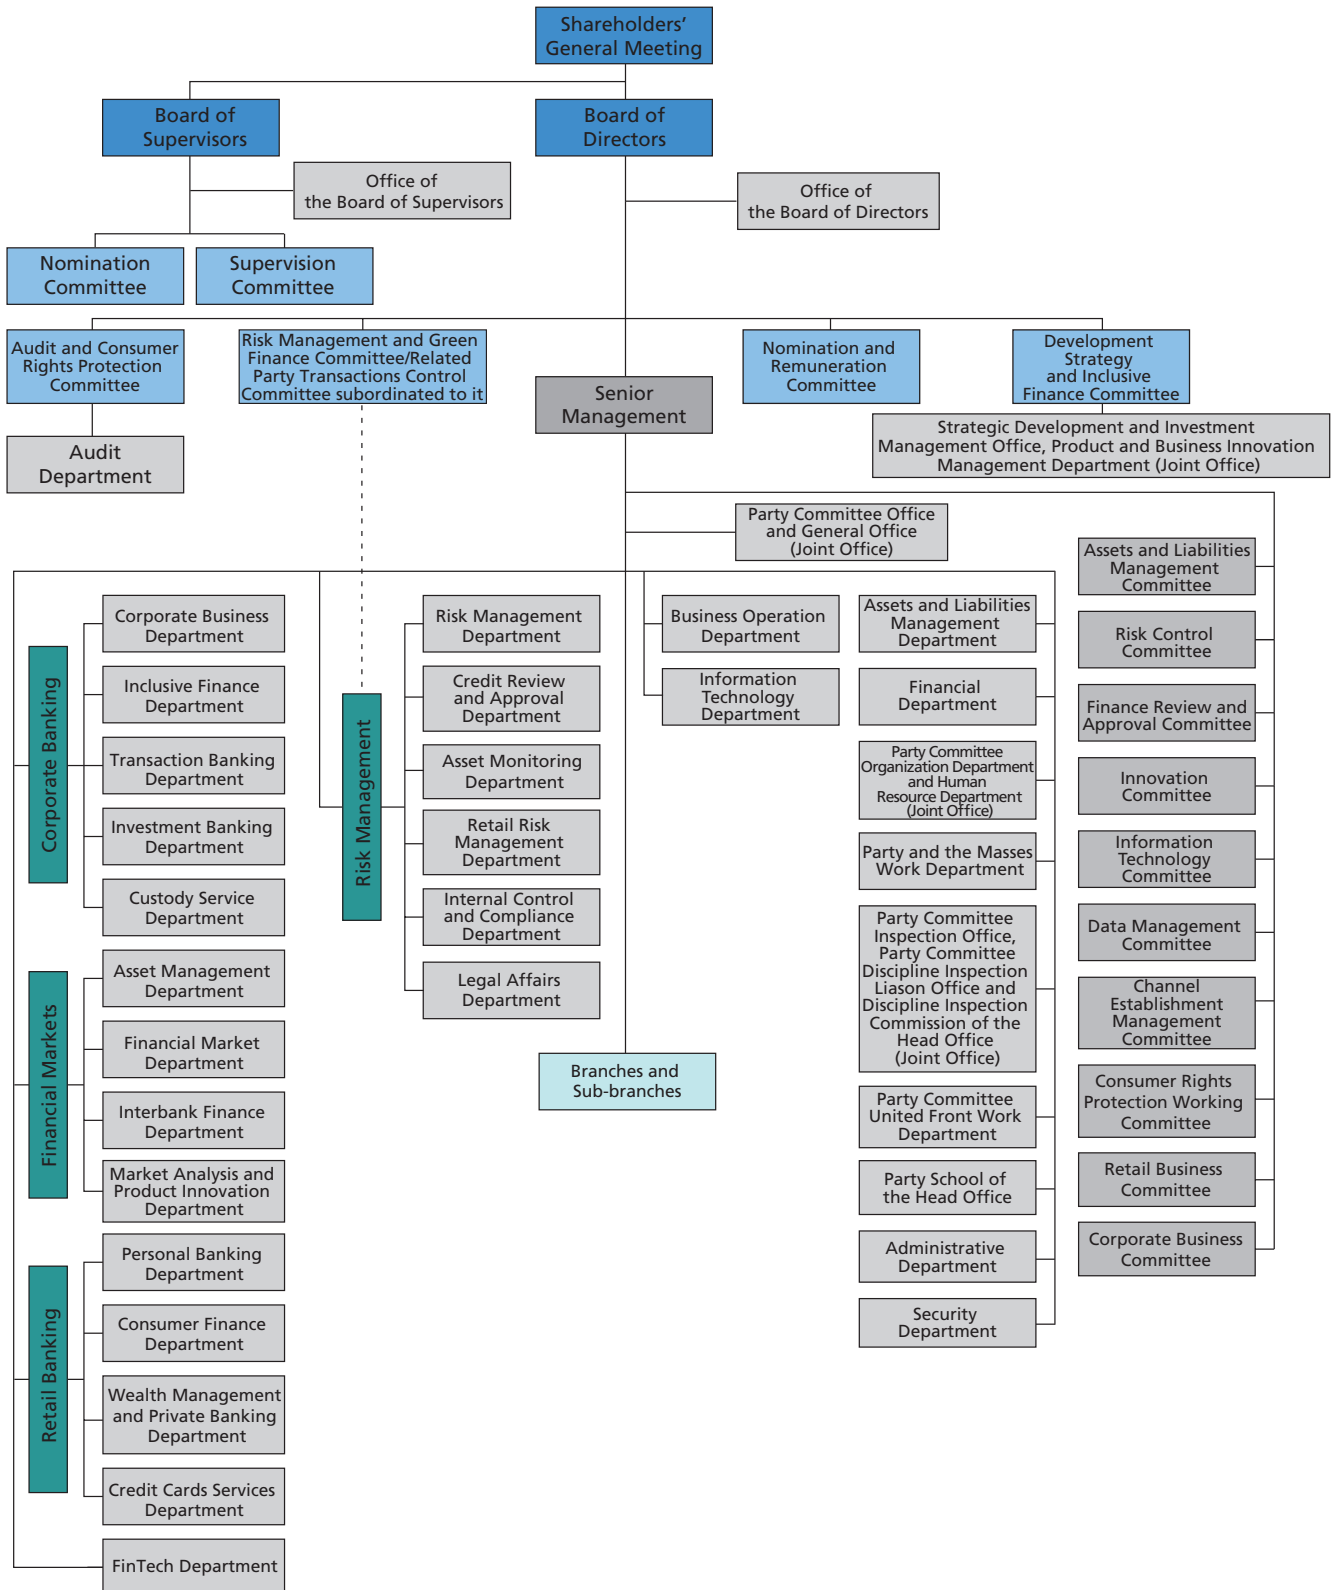 Shareholders'
General Meeting
Board of
Supervisors
Board of
Directors
Office of
the Board of Supervisors
Office of
the Board of Directors
Nomination
Committee
Supervision
Committee
Audit and Consumer
Rights Protection
Committee
Risk Management and Green
Finance Committee/Related
Party Transactions Control
Committee subordinated to it
Senior
Management
Nomination and
Remuneration
Committee
Development
Strategy
and Inclusive
Finance Committee
Audit
Department
Strategic Development and Investment
Management Office, Product and Business Innovation
Management Department (Joint Office)
Party Committee Office
and General Office
(Joint Office)
Corporate Banking
Corporate Business
Department
Inclusive Finance
Department
Transaction Banking
Department
Investment Banking
Department
Custody Service
Department
Financial Markets
Asset Management
Department
Financial Market
Department
Interbank Finance
Department
Market Analysis and
Product Innovation
Department
Retail Banking
Personal Banking
Department
Consumer Finance
Department
Wealth Management
and Private Banking
Department
Credit Cards Services
Department
FinTech Department
Risk Management
Risk Management
Department
Credit Review
and Approval
Department
Asset Monitoring
Department
Retail Risk
Management
Department
Internal Control
and Compliance
Department
Legal Affairs
Department
Branches and
Sub-branches
Business Operation
Department
Information
Technology
Department
Assets and Liabilities
Management
Department
Financial
Department
Party Committee
Organization Department
and Human
Resource Department
(Joint Office)
Party and the Masses
Work Department
Party Committee
Inspection Office,
Party Committee
Discipline Inspection
Liason Office and
Discipline Inspection
Commission of the
Head Office
(Joint Office)
Party Committee
United Front Work
Department
Party School of
the Head Office
Administrative
Department
Security
Department
Assets and Liabilities
Management
Committee
Risk Control
Committee
Finance Review and
Approval Committee
Innovation
Committee
Information
Technology
Committee
Data Management
Committee
Channel
Establishment
Management
Committee
Consumer Rights
Protection Working
Committee
Retail Business
Committee
Corporate Business
Committee